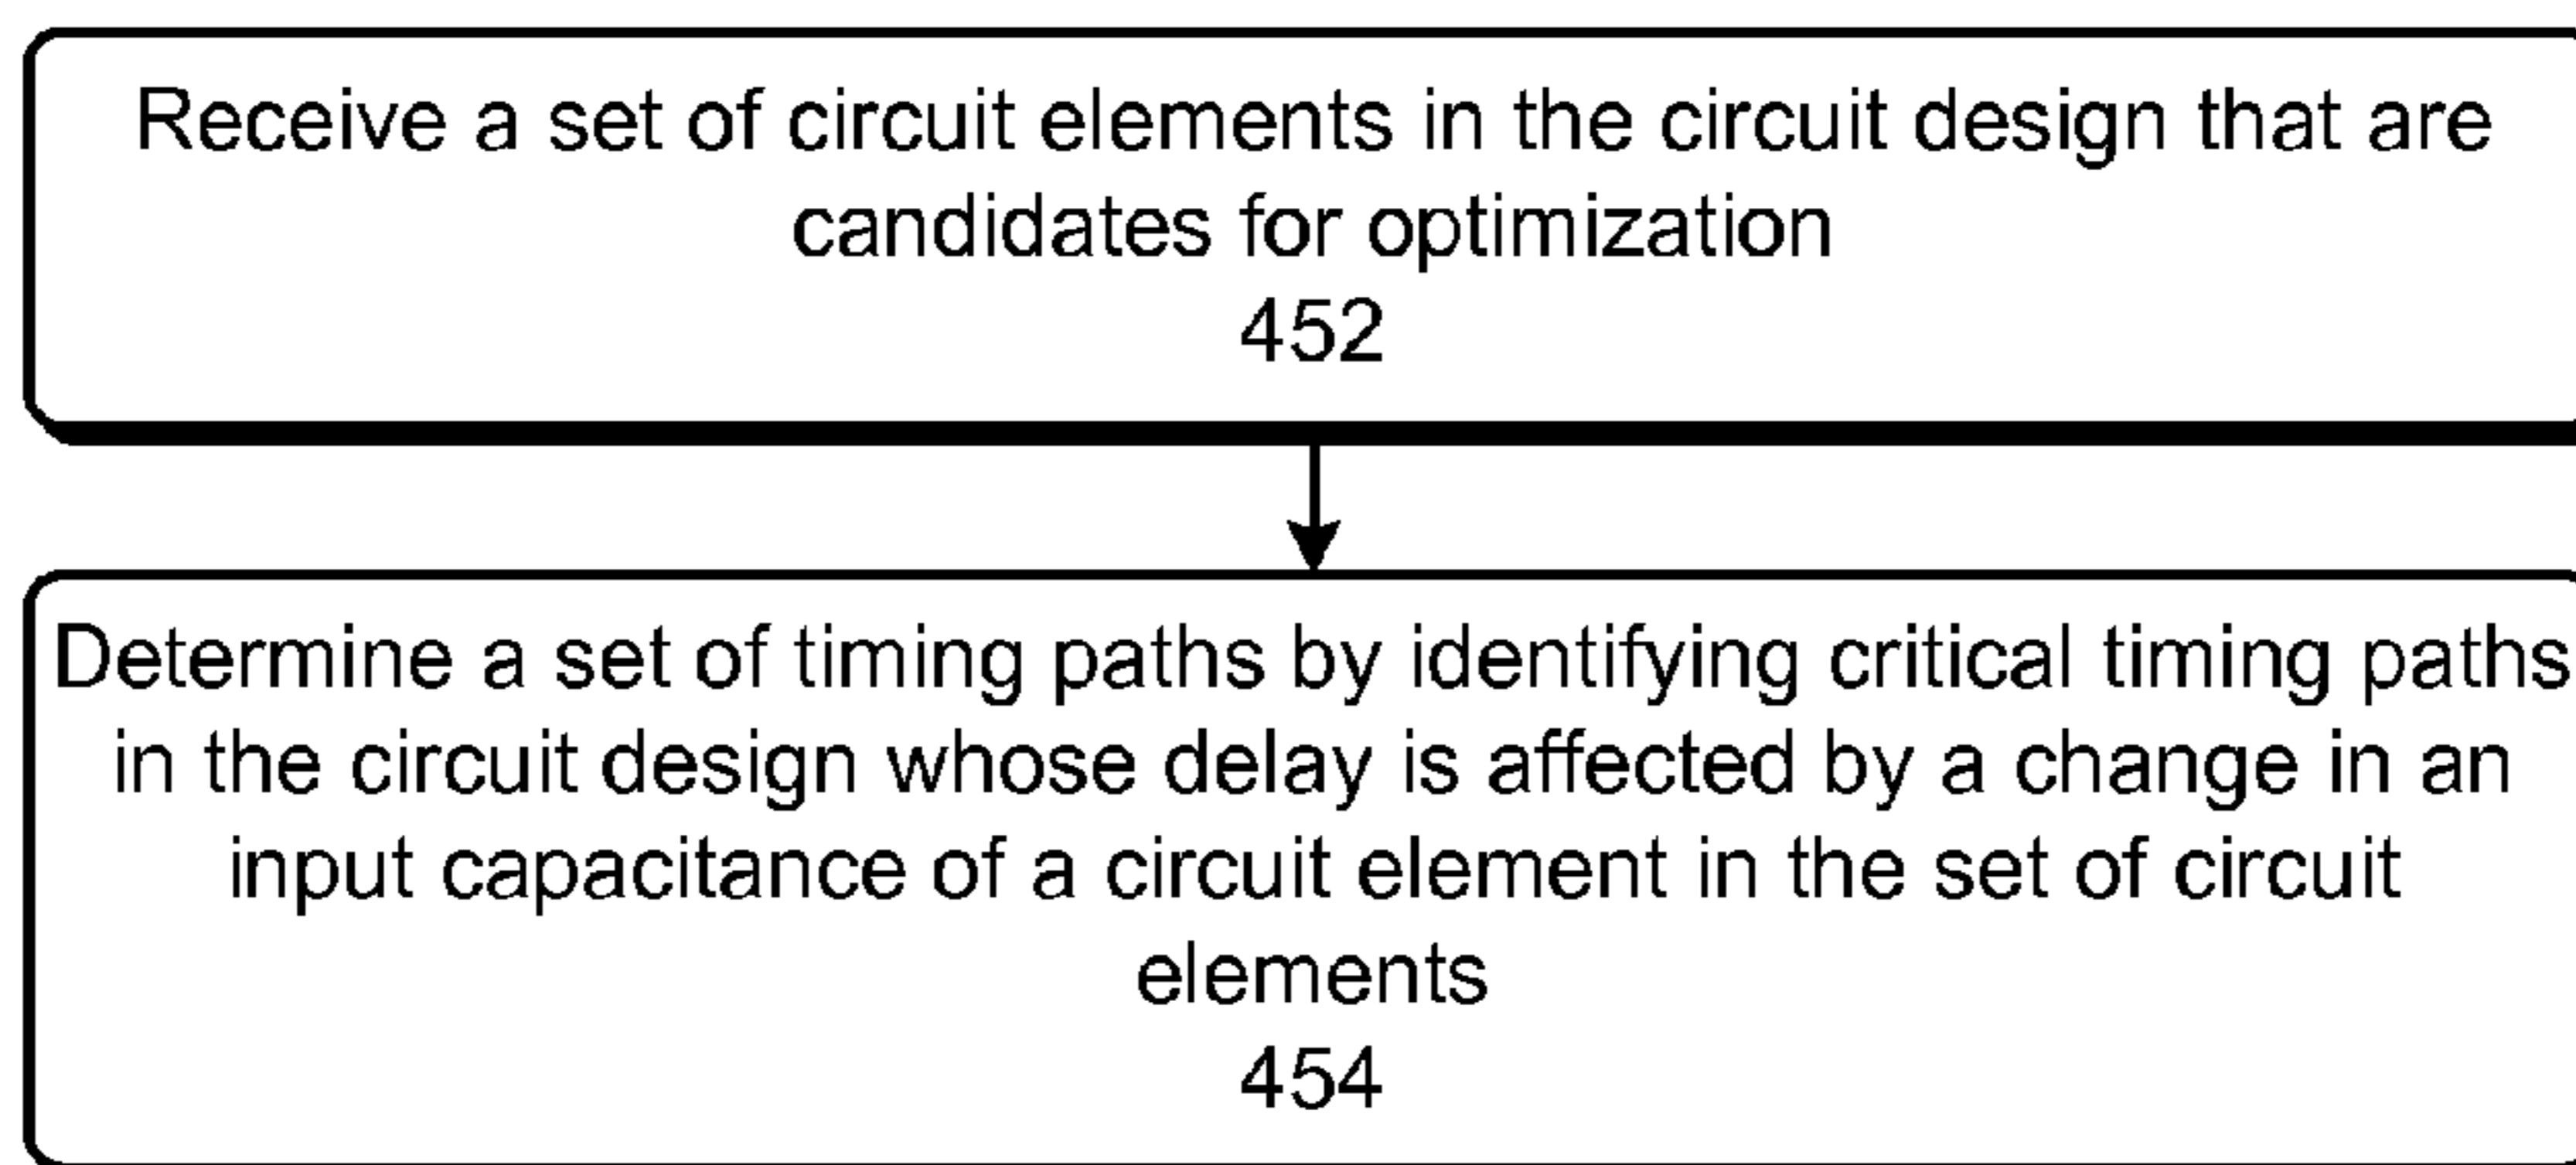 Receive a set of circuit elements in the circuit design that are
candidates for optimization
452
Determine a set of timing paths by identifying critical timing paths
in the circuit design whose delay is affected by a change in an
input capacitance of a circuit element in the set of circuit
elements
454